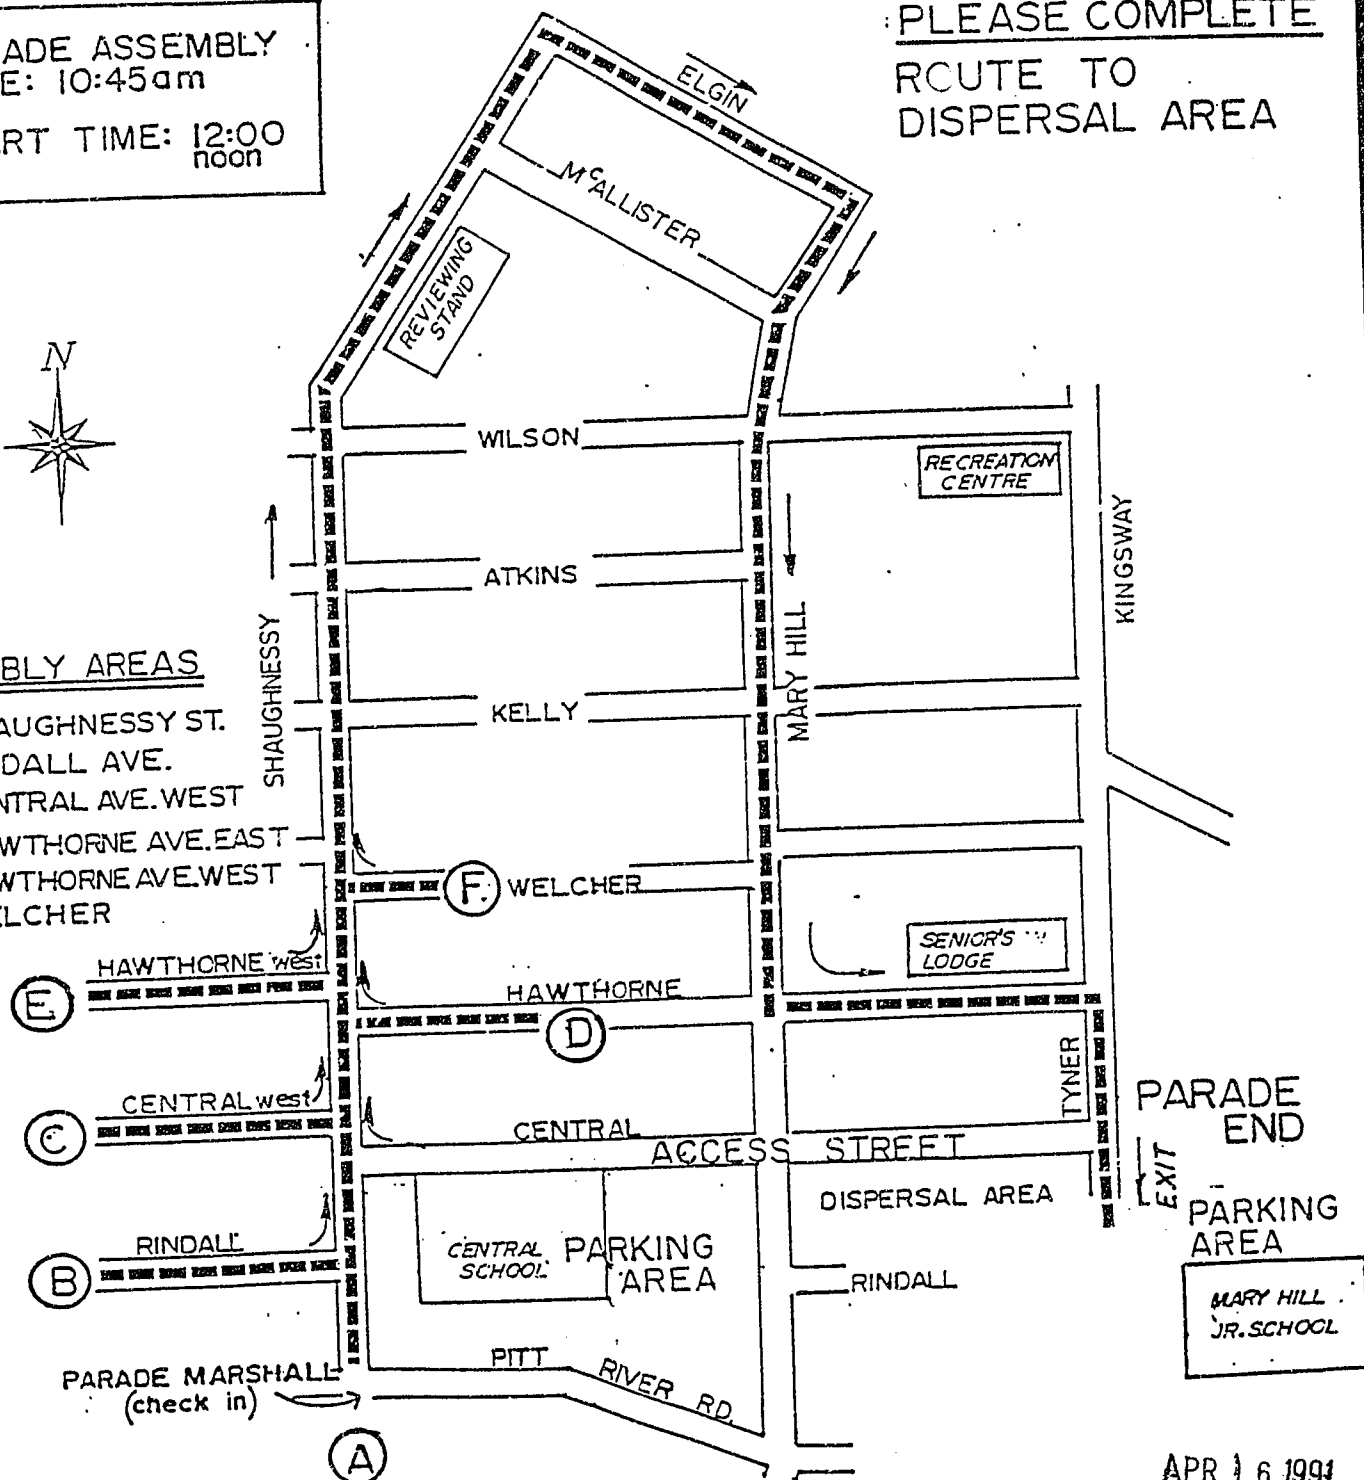 ADE ASSEMBLY
E: 10:45am
RT TIME: 12:00
noon
PLEASE COMPLETE
ROUTE TO
DISPERSAL AREA
ELGIN
McALLISTER
REVIEWING
STAND
N
WILSON
RECREATION
CENTRE
KINGSWAY
ATKINS
SHAUGHNESSY
MARY HILL
KELLY
BLY AREAS
AUGHNESSY ST.
DALL AVE.
NTRAL AVE. WEST
WTHORNE AVE. EAST
WTHORNE AVE. WEST
ELCHER
F.
WELCHER
SENIOR'S
LODGE
HAWTHORNE west
E.
HAWTHORNE
D
TYNER
PARADE
END
CENTRAL west
C
CENTRAL
ACCESS STREET
DISPERSAL AREA
EXIT
PARKING
AREA
RINDALL
B
CENTRAL
SCHOOL
PARKING
AREA
RINDALL
MARY HILL
JR. SCHOOL
PARADE MARSHALL
(check in)
PITT RIVER RD.
A
APR 16 1991